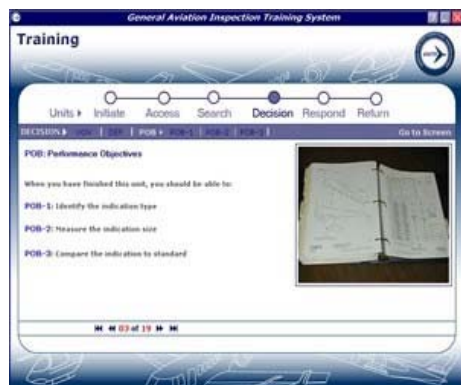 General Aviation Inspection Training System
Training
Units Initiate Access Search Decision Respond Return
DECISION POB POB-1 POB-2 POB-3 Go to Screen
POB: Performance Objectives
When you have finished this unit, you should be able to:
POB-1: Identify the indication type
POB-2: Measure the indication size
POB-3: Compare the indication to standard
03 of 19